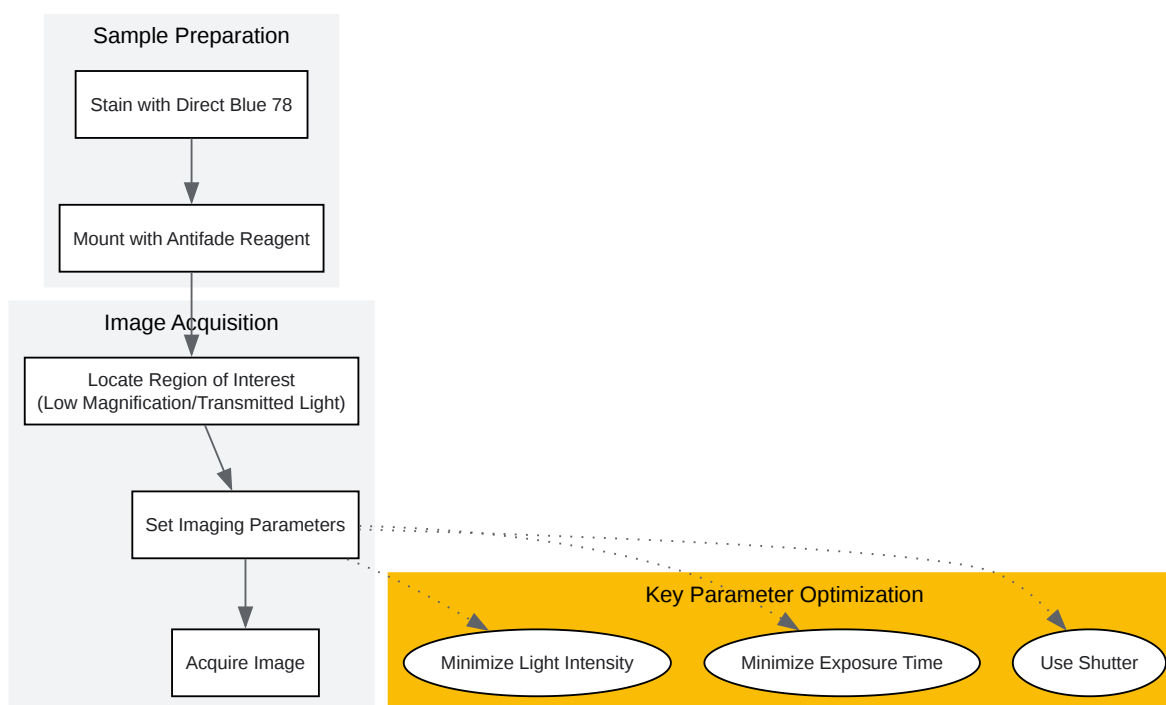 Sample Preparation
Stain with Direct Blue 78
Mount with Antifade Reagent
Image Acquisition
Locate Region of Interest
(Low Magnification/Transmitted Light)
Set Imaging Parameters
Acquire Image
Key Parameter Optimization
Minimize Light Intensity
Minimize Exposure Time
Use Shutter